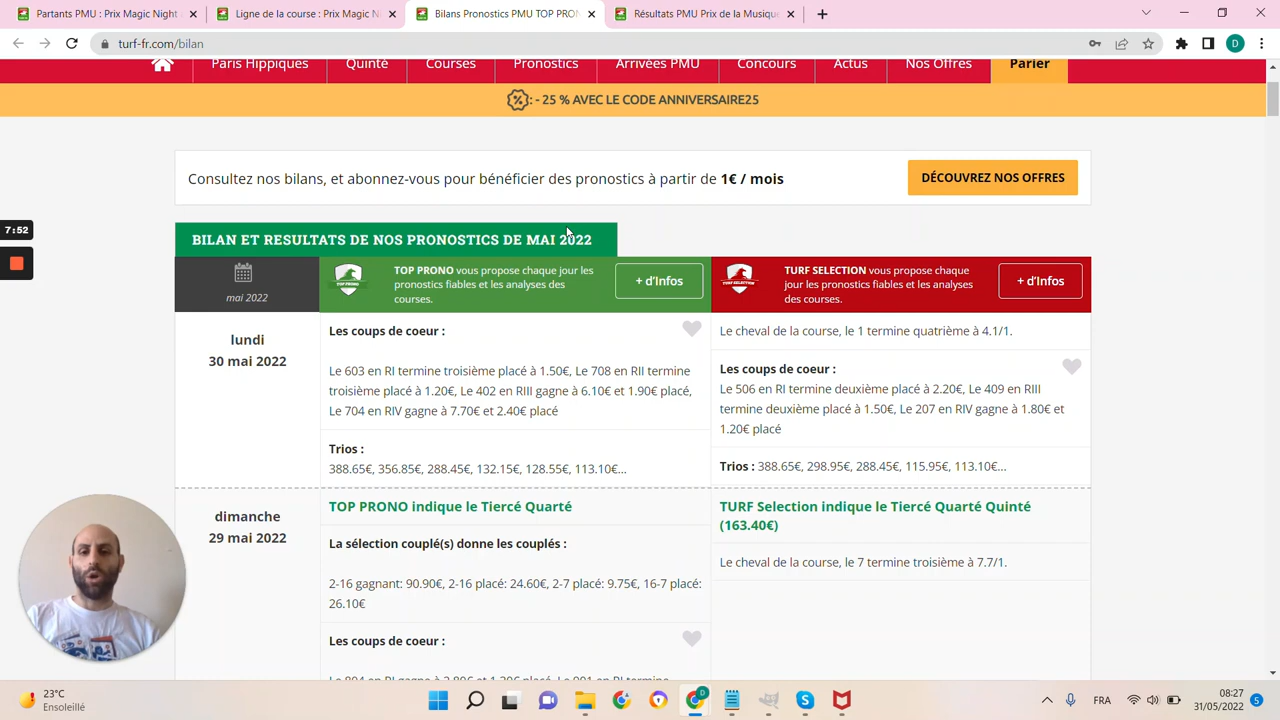 Partants PMU : Prix Magic Night
Ligne de la course : Prix Magic N
Bilans Pronostics PMU TOP PRON
Résultats PMU Prix de la Musique
turf-fr.com/bilan
D
Paris Hippiques
Quinté
Courses
Pronostics
Arrivées PMU
Concours
Actus
Nos Offres
Parier
: - 25 % AVEC LE CODE ANNIVERSAIRE25
Consultez nos bilans, et abonnez-vous pour bénéficier des pronostics à partir de 1€ / mois
DÉCOUVREZ NOS OFFRES
7:52
BILAN ET RESULTATS DE NOS PRONOSTICS DE MAI 2022
mai 2022
TOP PRONO
TOP PRONO vous propose chaque jour les
pronostics fiables et les analyses des
courses.
+ d'Infos
TURF SELECTION
TURF SELECTION vous propose chaque
jour les pronostics fiables et les analyses
des courses.
+ d'Infos
lundi
30 mai 2022
Les coups de coeur :
Le 603 en RI termine troisième placé à 1.50€, Le 708 en RII termine
troisième placé à 1.20€, Le 402 en RIII gagne à 6.10€ et 1.90€ placé,
Le 704 en RIV gagne à 7.70€ et 2.40€ placé
Trios :
388.65€, 356.85€, 288.45€, 132.15€, 128.55€, 113.10€...
Le cheval de la course, le 1 termine quatrième à 4.1/1.
Les coups de coeur :
Le 506 en RI termine deuxième placé à 2.20€, Le 409 en RIII
termine deuxième placé à 1.50€, Le 207 en RIV gagne à 1.80€ et
1.20€ placé
Trios : 388.65€, 298.95€, 288.45€, 115.95€, 113.10€...
dimanche
29 mai 2022
TOP PRONO indique le Tiercé Quarté
La sélection couplé(s) donne les couplés :
2-16 gagnant: 90.90€, 2-16 placé: 24.60€, 2-7 placé: 9.75€, 16-7 placé:
26.10€
Les coups de coeur :
TURF Selection indique le Tiercé Quarté Quinté
(163.40€)
Le cheval de la course, le 7 termine troisième à 7.7/1.
23°C
Ensoleillé
D
FRA
08:27
31/05/2022
5